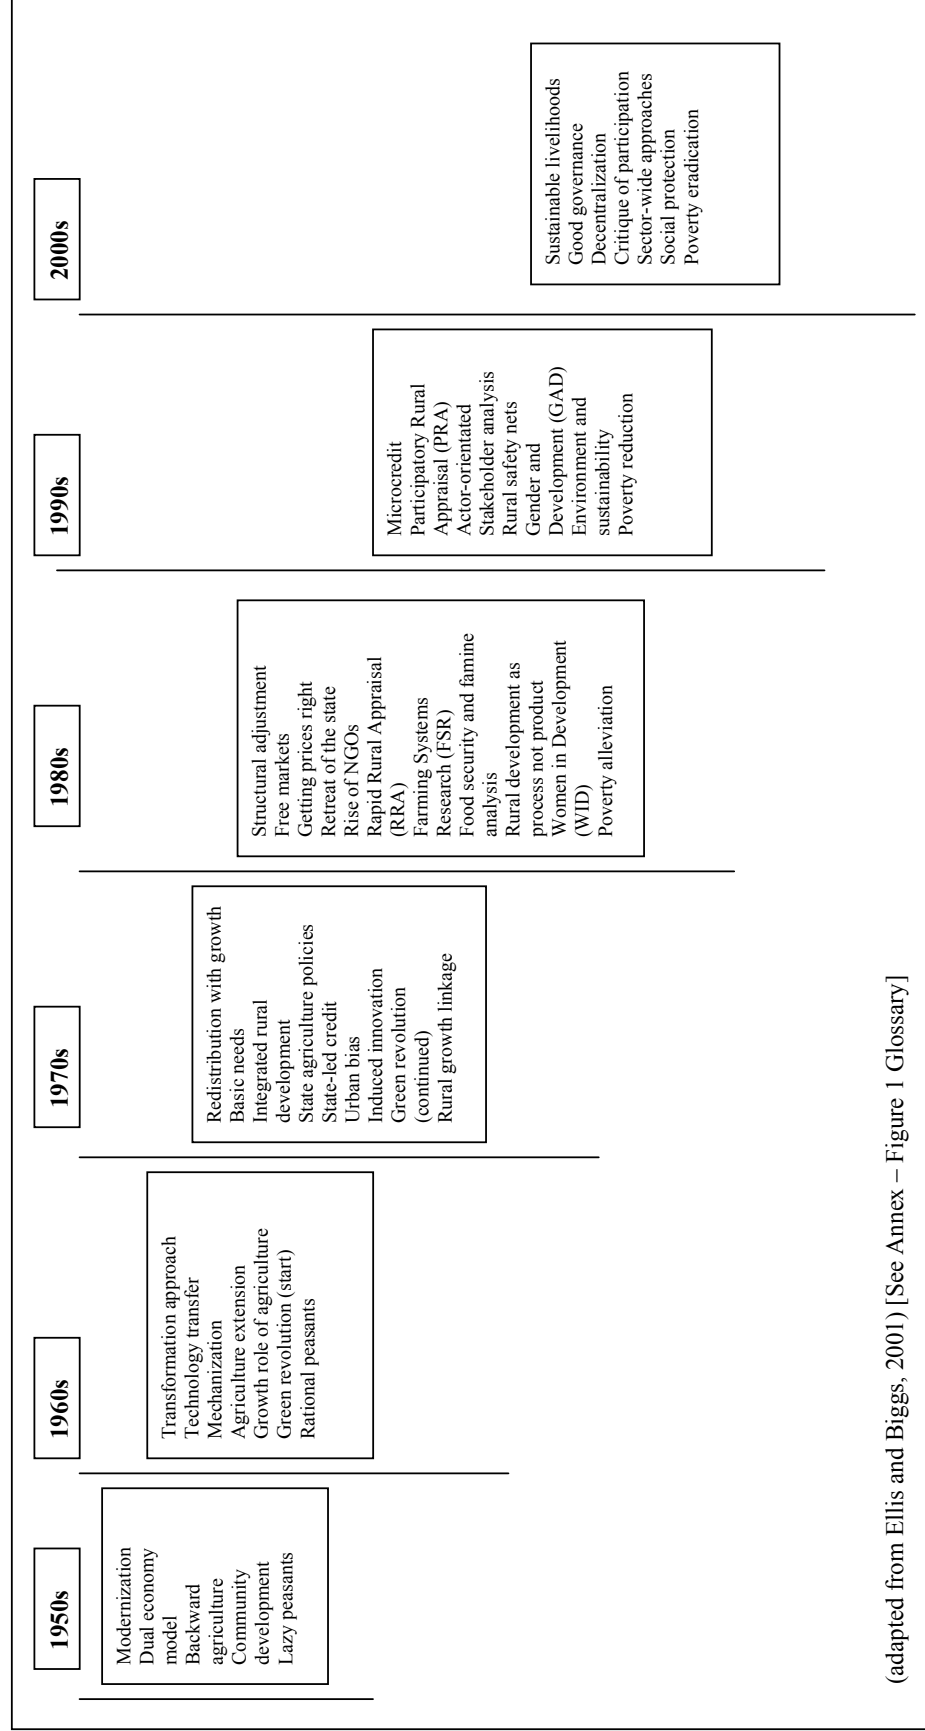 1950s
Modernization
Dual economy
model
Backward
agriculture
Community
development
Lazy peasants
1960s
Transformation approach
Technology transfer
Mechanization
Agriculture extension
Growth role of agriculture
Green revolution (start)
Rational peasants
1970s
Redistribution with growth
Basic needs
Integrated rural
development
State agriculture policies
State-led credit
Urban bias
Induced innovation
Green revolution
(continued)
Rural growth linkage
1980s
Structural adjustment
Free markets
Getting prices right
Retreat of the state
Rise of NGOs
Rapid Rural Appraisal
(RRA)
Farming Systems
Research (FSR)
Food security and famine
analysis
Rural development as
process not product
Women in Development
(WID)
Poverty alleviation
1990s
Microcredit
Participatory Rural
Appraisal (PRA)
Actor-orientated
Stakeholder analysis
Rural safety nets
Gender and
Development (GAD)
Environment and
sustainability
Poverty reduction
2000s
Sustainable livelihoods
Good governance
Decentralization
Critique of participation
Sector-wide approaches
Social protection
Poverty eradication
(adapted from Ellis and Biggs, 2001) [See Annex – Figure 1 Glossary]